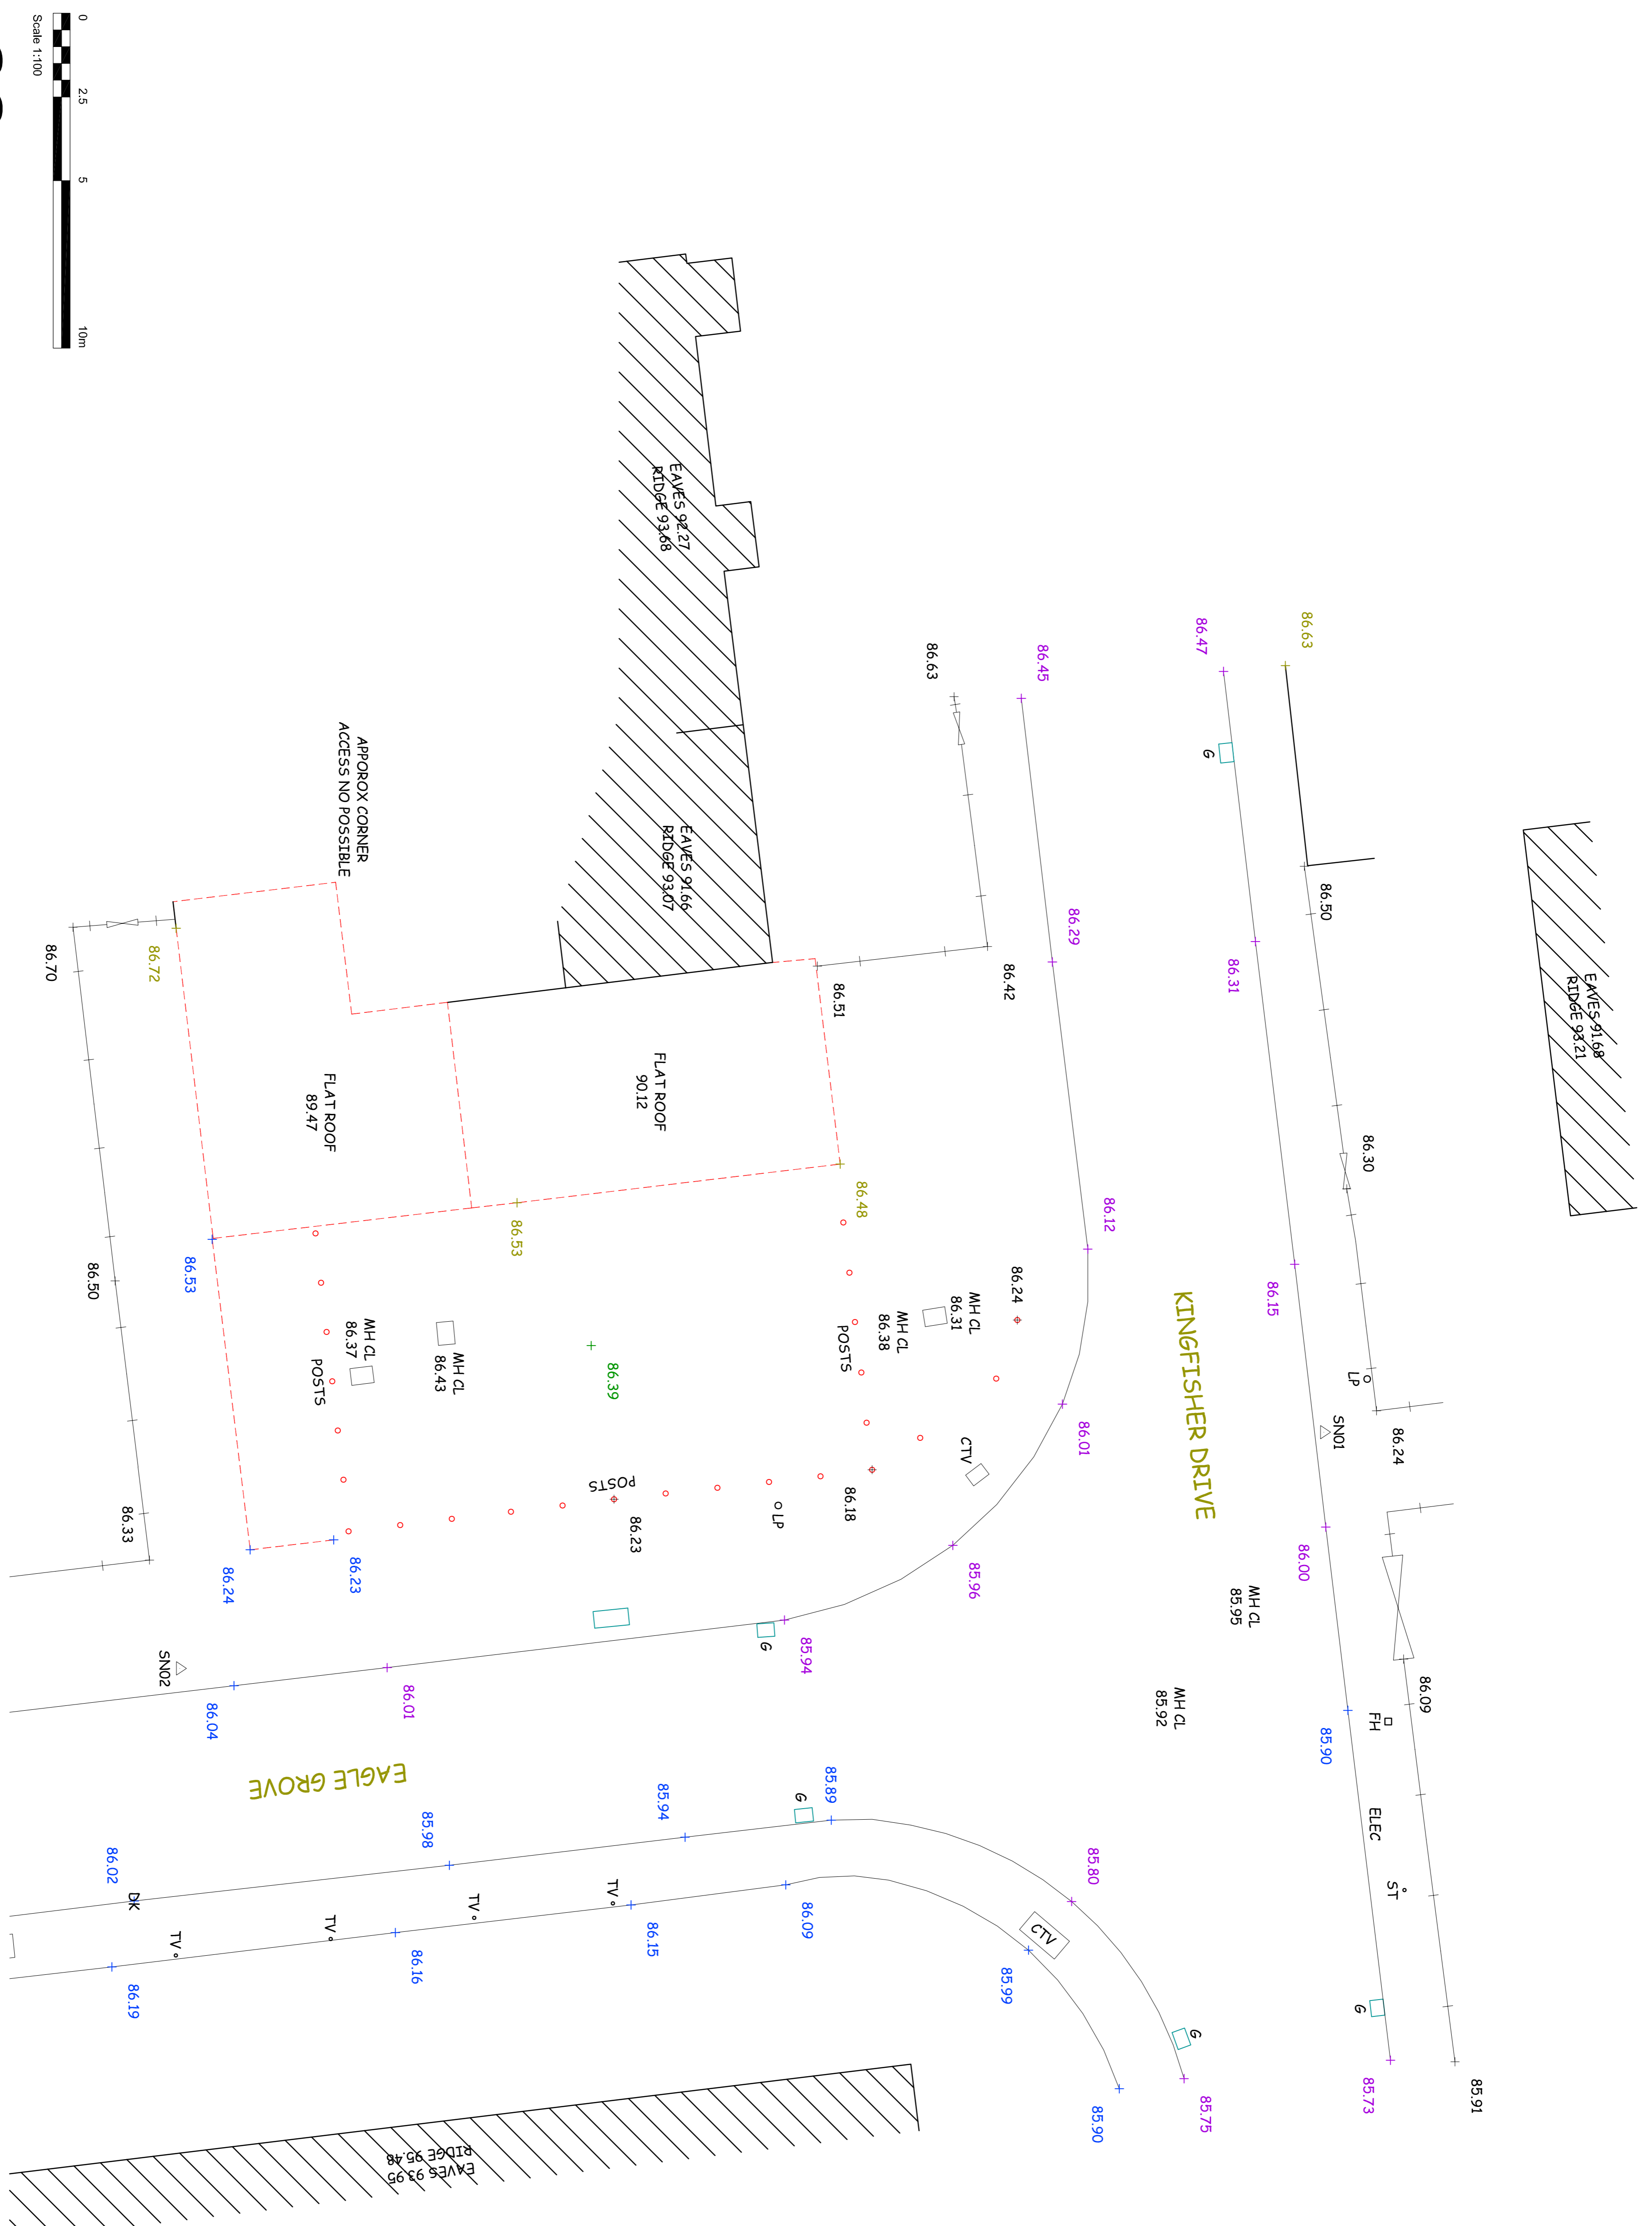 0
2.5
5
10m
Scale 1:100
EAVES 91.68
RIDGE 93.21
86.63
86.47
G
86.45
86.63
86.50
86.31
86.29
86.42
86.51
EAVES 92.27
RIDGE 93.68
EAVES 91.66
RIDGE 93.07
APPOROX CORNER
ACCESS NO POSSIBLE
86.70
86.72
FLAT ROOF
90.12
FLAT ROOF
89.47
86.30
86.15
86.12
86.48
86.53
86.53
86.50
KINGFISHER DRIVE
86.24
MH CL
86.31
MH CL
86.38
POSTS
86.39
MH CL
86.43
MH CL
86.37
POSTS
LP
SN01
86.24
86.01
CTV
86.18
LP
POSTS
86.23
86.33
86.23
86.24
86.00
85.96
MH CL
85.95
MH CL
85.92
G
85.94
86.01
86.04
SN02
86.09
FH
85.90
ELEC
ST
EAGLE GROVE
85.89
G
85.94
85.98
86.02
DK
85.80
CTV
85.99
86.09
TV
86.15
TV
86.16
TV
TV
86.19
G
G
85.91
85.73
85.75
85.90
EAVES 93.95
RIDGE 95.48